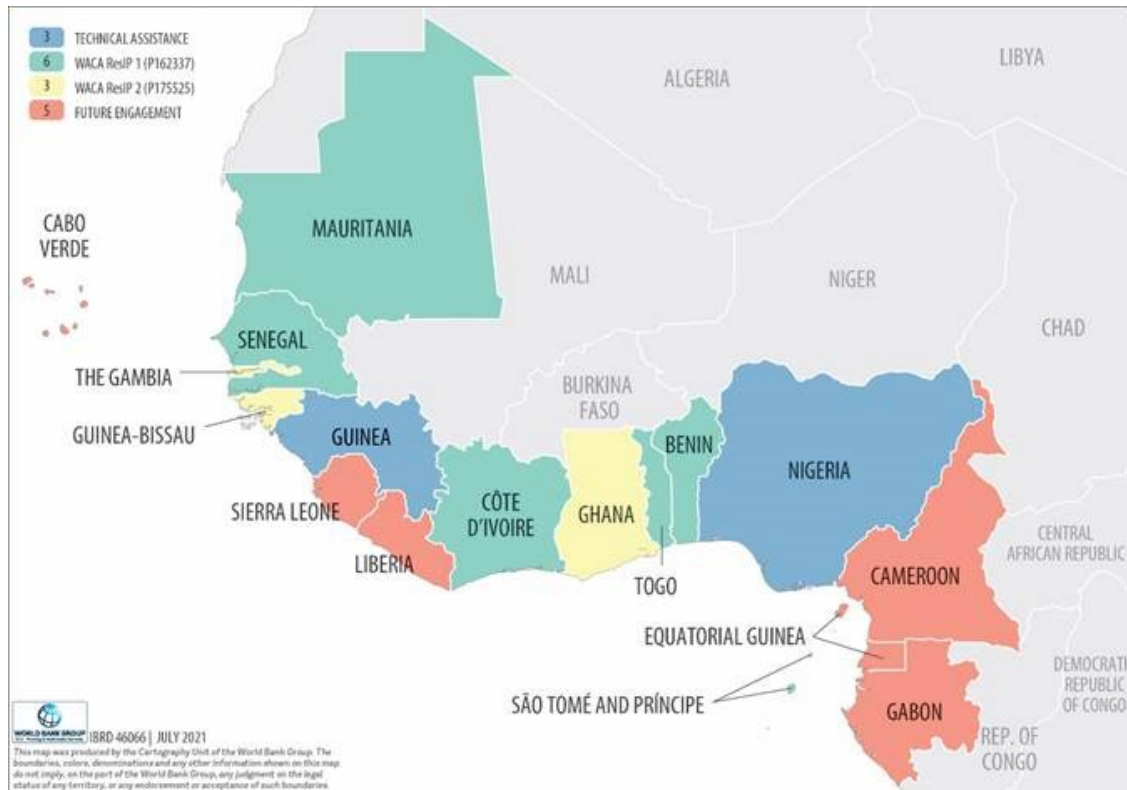 3 TECHNICAL ASSISTANCE
6 WACA ResIP 1 (P162337)
3 WACA ResIP 2 (P175525)
5 FUTURE ENGAGEMENT
LIBYA
ALGERIA
CABO
VERDE
MAURITANIA
MALI
NIGER
CHAD
SENEGAL
THE GAMBIA
BURKINA
FASO
GUINEA-BISSAU
GUINEA
BENIN
NIGERIA
SIERRA LEONE
CÔTE
D'IVOIRE
GHANA
LIBERIA
CENTRAL
AFRICAN REPUBLIC
CAMEROON
TOGO
EQUATORIAL GUINEA
DEMOCRATI
REPUBLIC
OF CONGO
SÃO TOMÉ AND PRÍNCIPE
GABON
REP. OF
CONGO
WORLD BANK GROUP
IBRD 46066 | JULY 2021
This map was produced by the Cartography Unit of the World Bank Group. The
boundaries, colors, denominations and any other information shown on this map
do not imply, on the part of the World Bank Group, any judgment on the legal
status of any territory, or any endorsement or acceptance of such boundaries